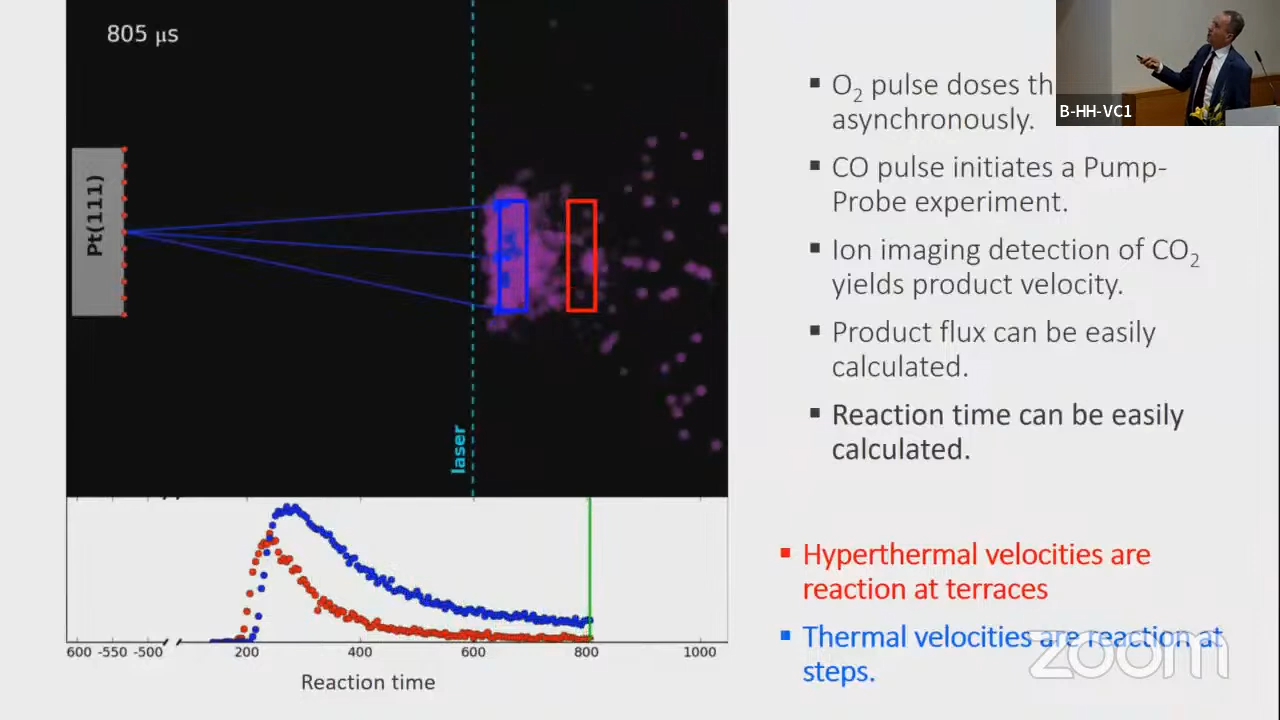 805 µs
Pt(111)
laser
600 -550 -500 200 400 600 800 1000
Reaction time
▪ O₂ pulse doses th
asynchronously.
▪ CO pulse initiates a Pump-
Probe experiment.
▪ Ion imaging detection of CO₂
yields product velocity.
▪ Product flux can be easily
calculated.
▪ Reaction time can be easily
calculated.
▪ Hyperthermal velocities are
reaction at terraces
▪ Thermal velocities are reaction at
steps.
B-HH-VC1
zoom